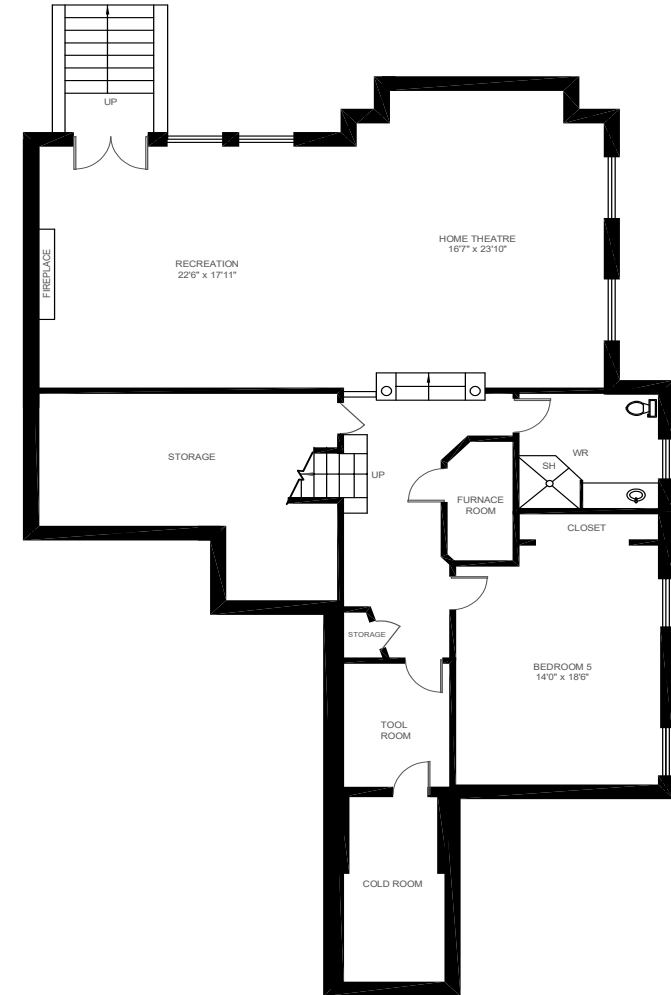 UP
HOME THEATRE
16'7" x 23'10"
FIREPLACE
RECREATION
22'6" x 17'11"
STORAGE
WR
SH
UP
FURNACE
ROOM
CLOSET
STORAGE
BEDROOM 5
14'0" x 18'6"
TOOL
ROOM
COLD ROOM